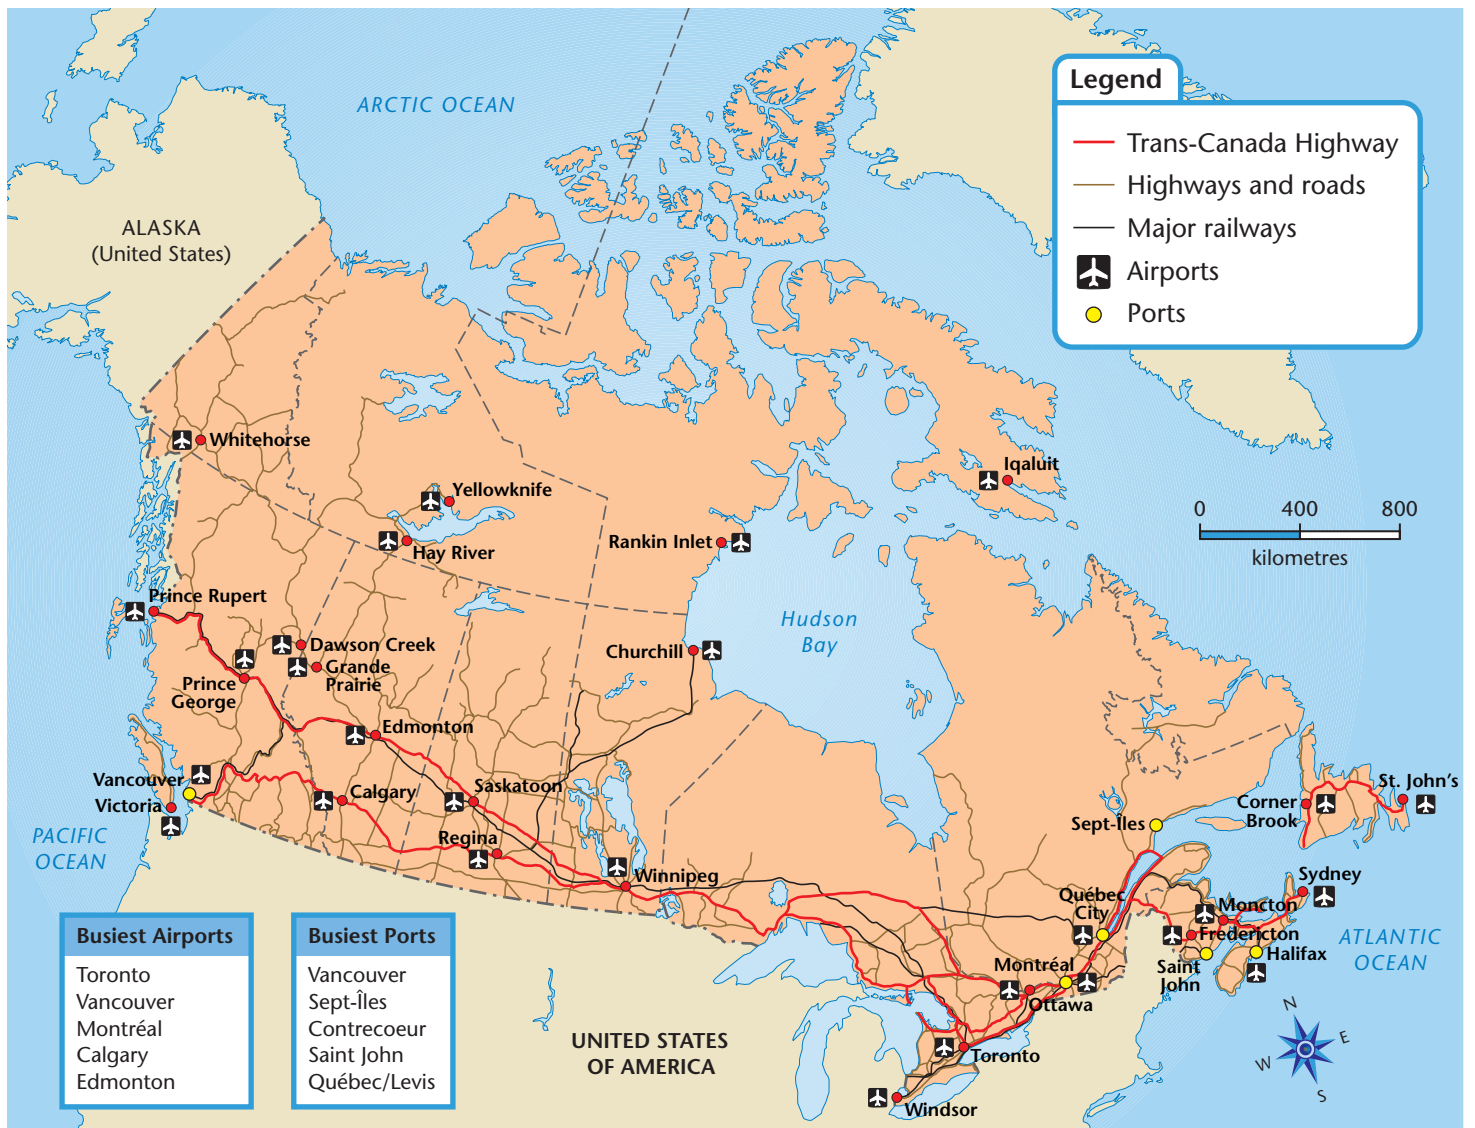 ARCTIC OCEAN
Legend
Trans-Canada Highway
Highways and roads
Major railways
Airports
Ports
ALASKA
(United States)
Whitehorse
Iqaluit
Yellowknife
Hay River
Rankin Inlet
0 400 800
kilometres
Prince Rupert
Hudson
Bay
Dawson Creek
Grande
Prairie
Churchill
Prince
George
Edmonton
Vancouver
Victoria
Calgary
Saskatoon
Regina
Winnipeg
PACIFIC
OCEAN
Sept-Îles
Corner
Brook
St. John's
Sydney
Québec
City
Moncton
Fredericton
Halifax
Saint
John
ATLANTIC
OCEAN
Montréal
Ottawa
Toronto
Windsor
UNITED STATES
OF AMERICA
N
E
W
S
Busiest Airports
Toronto
Vancouver
Montréal
Calgary
Edmonton
Busiest Ports
Vancouver
Sept-Îles
Contrecoeur
Saint John
Québec/Levis